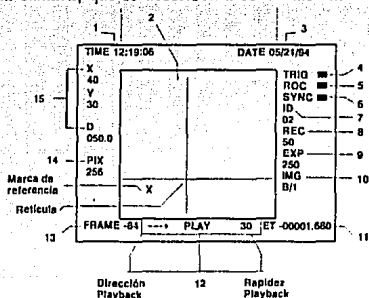 1
2
3
TIME 12:19:06
DATE 05/21/94
X
40
Y
30
15
D
050.0
14
PIX
256
Marca de
referencia
X
Retícula
TRIG
4
ROC
5
SYNC
6
ID
02
7
REC
50
8
EXP
250
9
IMG
B/1
10
13
FRAME -84
PLAY
30
ET -00001.680
11
Dirección
Playback
12
Rapidez
Playback